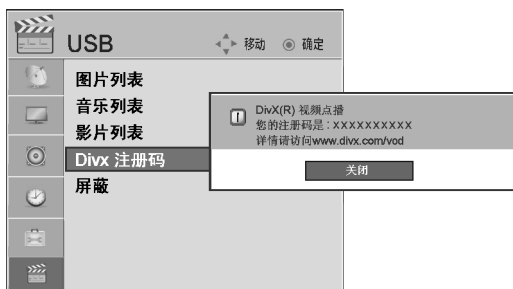 USB
移动 确定
图片列表
音乐列表
影片列表
Divx 注册码
屏蔽
DivX(R) 视频点播
您的注册码是：XXXXXXXXXX
详情请访问www.divx.com/vod
关闭